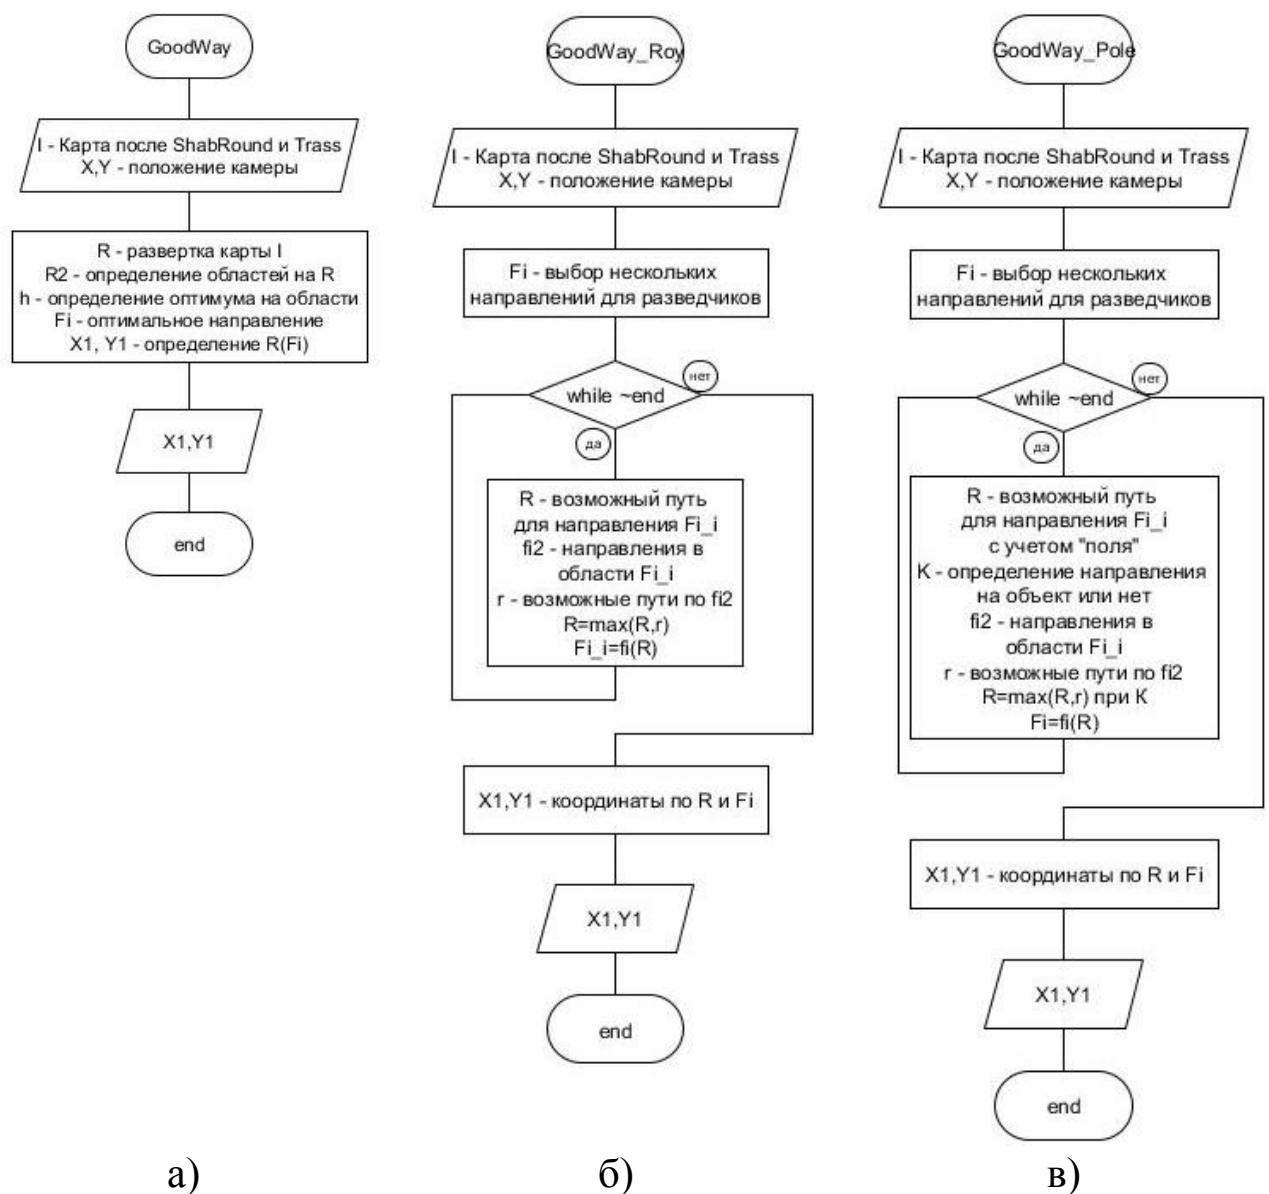 GoodWay
I - Карта после ShabRound и Trass
X,Y - положение камеры
R - развертка карты I
R2 - определение областей на R
h - определение оптимума на области
Fi - оптимальное направление
X1, Y1 - определение R(Fi)
X1,Y1
end
а)
GoodWay_Roy
I - Карта после ShabRound и Trass
X,Y - положение камеры
Fi - выбор нескольких
направлений для разведчиков
while ~end
нет
да
R - возможный путь
для направления Fi_i
fi2 - направления в
области Fi_i
r - возможные пути по fi2
R=max(R,r)
Fi_i=fi(R)
X1,Y1 - координаты по R и Fi
X1,Y1
end
б)
GoodWay_Pole
I - Карта после ShabRound и Trass
X,Y - положение камеры
Fi - выбор нескольких
направлений для разведчиков
while ~end
нет
да
R - возможный путь
для направления Fi_i
с учетом "поля"
K - определение направления
на объект или нет
fi2 - направления в
области Fi_i
r - возможные пути по fi2
R=max(R,r) при K
Fi=fi(R)
X1,Y1 - координаты по R и Fi
X1,Y1
end
в)